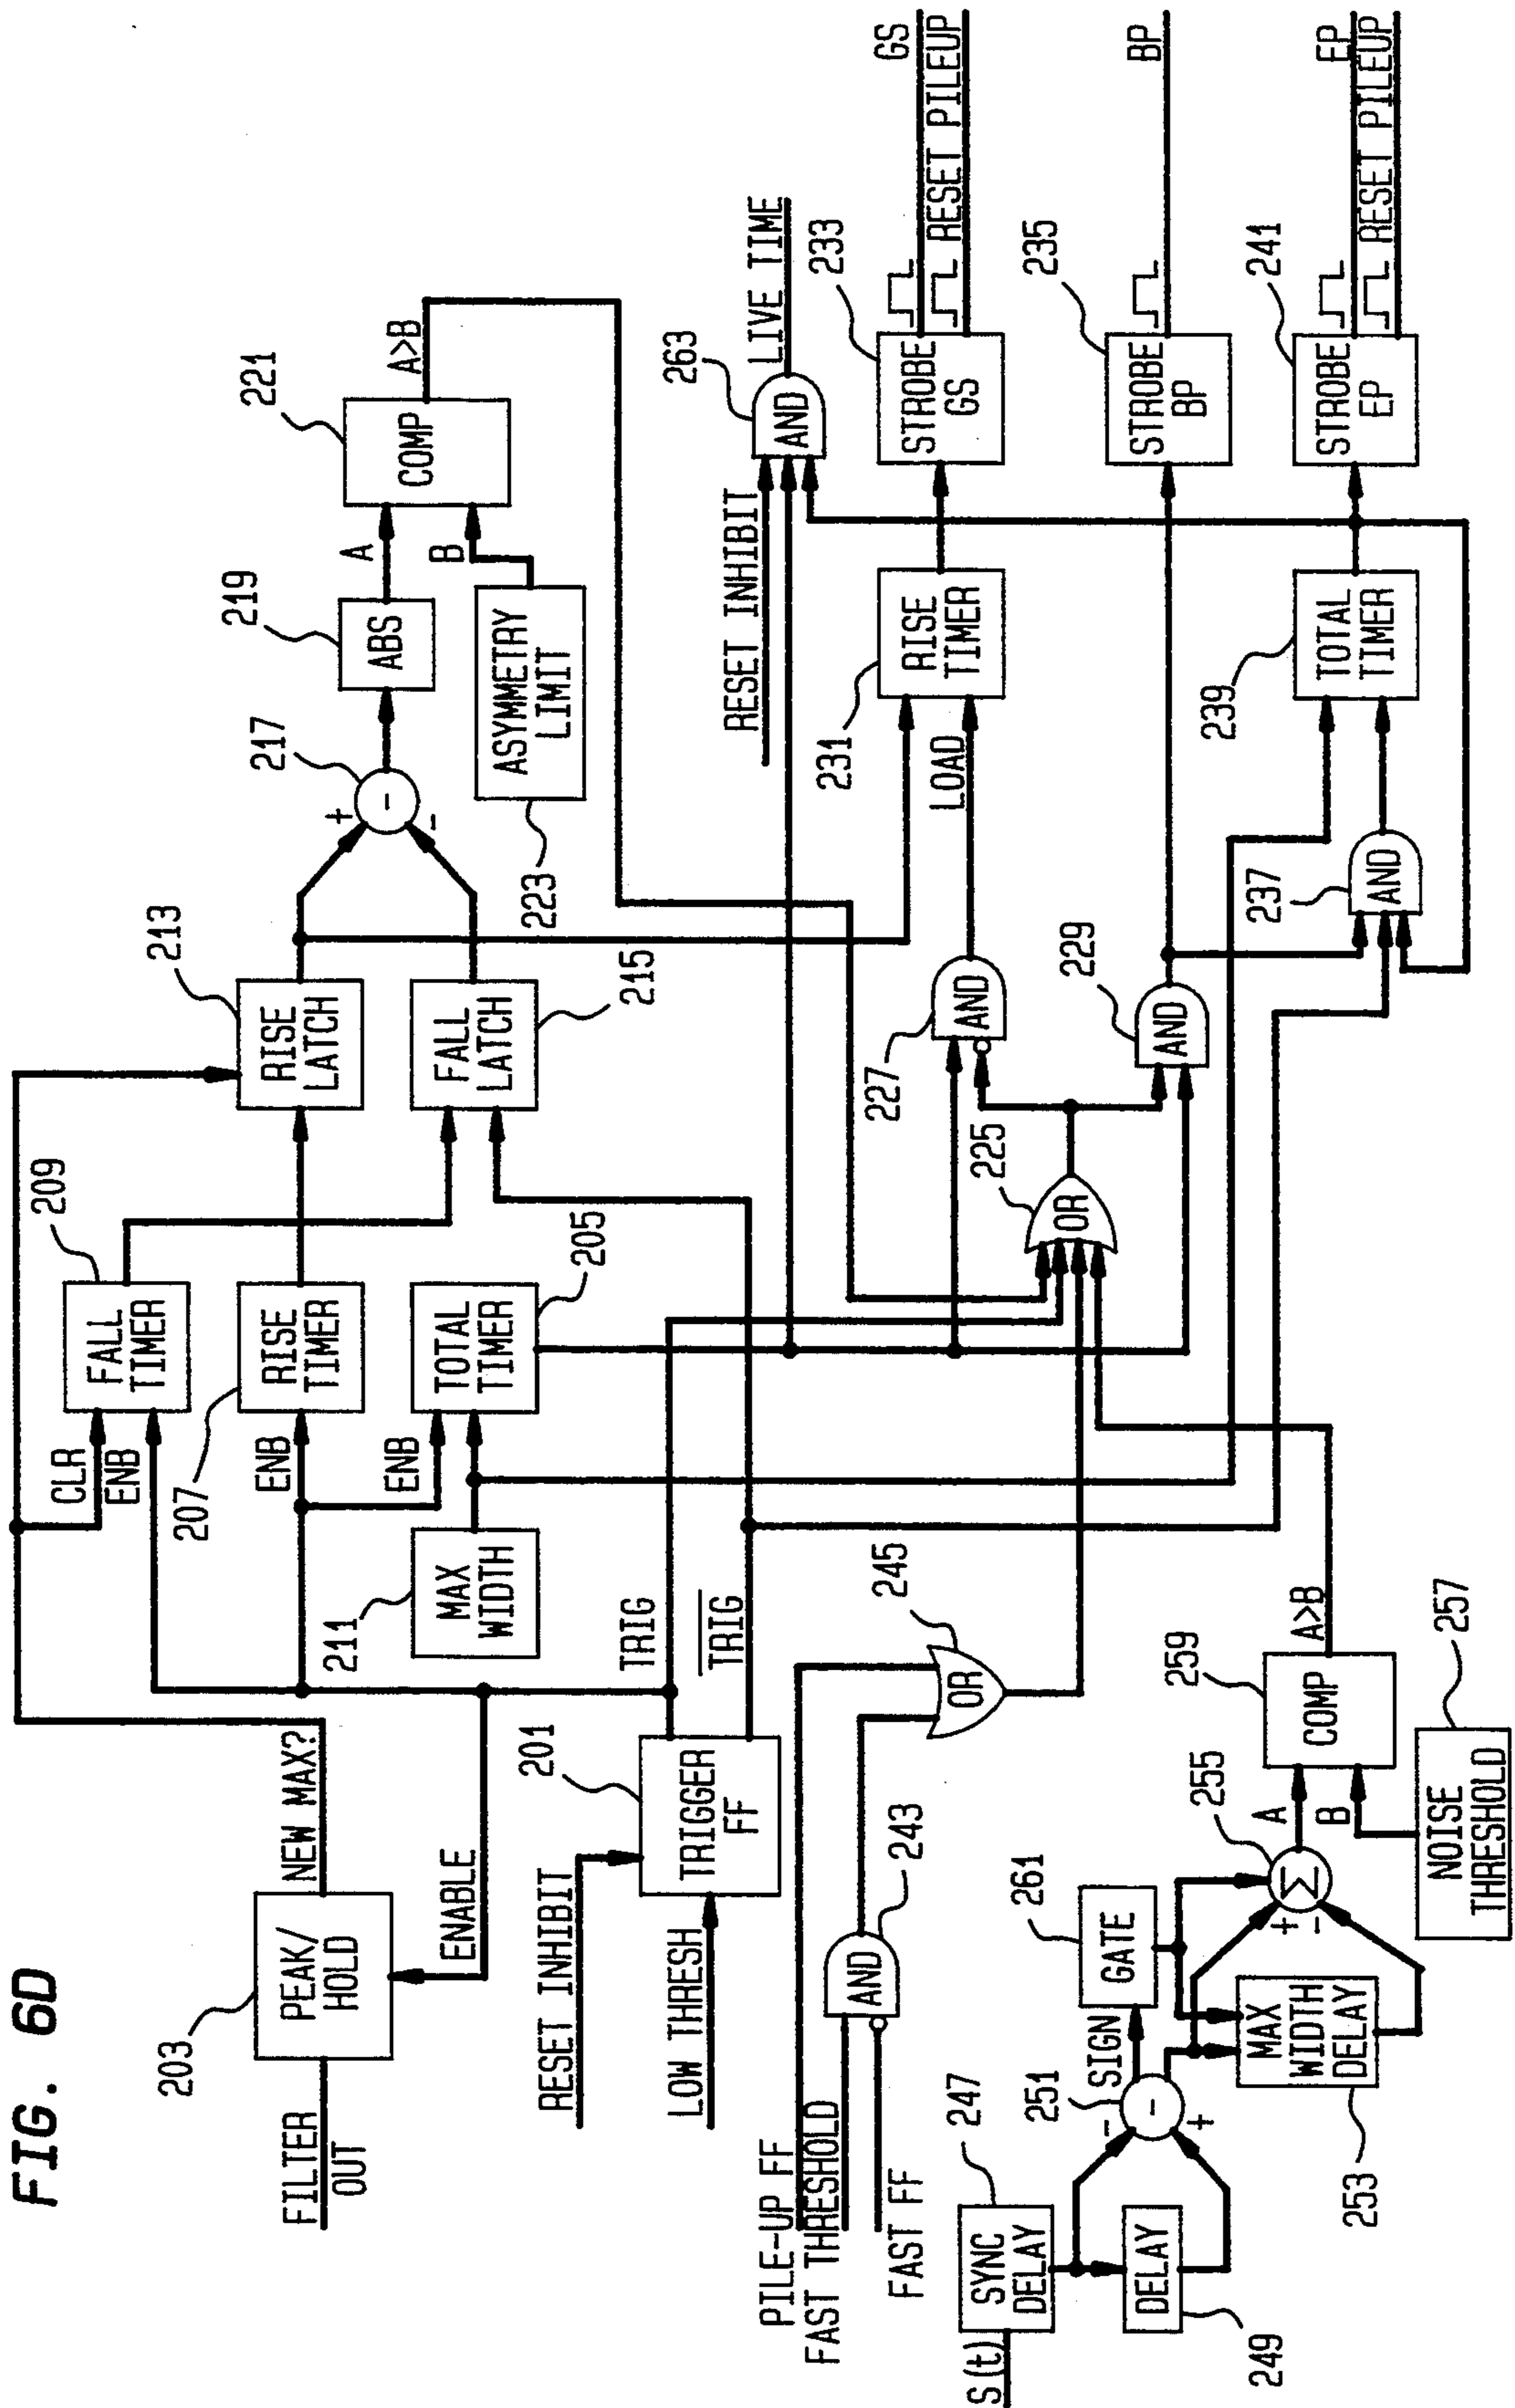 FIG. 6D
FILTER
OUT
203
PEAK/
HOLD
NEW MAX?
ENABLE
CLR
ENB
209
FALL
TIMER
207
ENB
RISE
TIMER
ENB
TOTAL
TIMER
205
211
MAX
WIDTH
213
RISE
LATCH
FALL
LATCH
215
217
+
-
-
219
ABS
A
B
221
COMP
A>B
ASYMMETRY
LIMIT
223
RESET INHIBIT
LOW THRESH
201
TRIGGER
FF
TRIG
TRIG
RESET INHIBIT
263
AND
LIVE TIME
PILE-UP FF
FAST THRESHOLD
FAST FF
243
AND
245
OR
225
OR
227
AND
LOAD
229
AND
231
RISE
TIMER
233
STROBE
GS
GS
RESET PILEUP
235
STROBE
BP
BP
237
AND
239
TOTAL
TIMER
241
STROBE
EP
EP
RESET PILEUP
S(t)
247
SYNC
DELAY
DELAY
249
251
-
-
+
SIGN
261
GATE
MAX
WIDTH
DELAY
253
255
Σ
+
-
A
B
259
COMP
A>B
NOISE
THRESHOLD
257